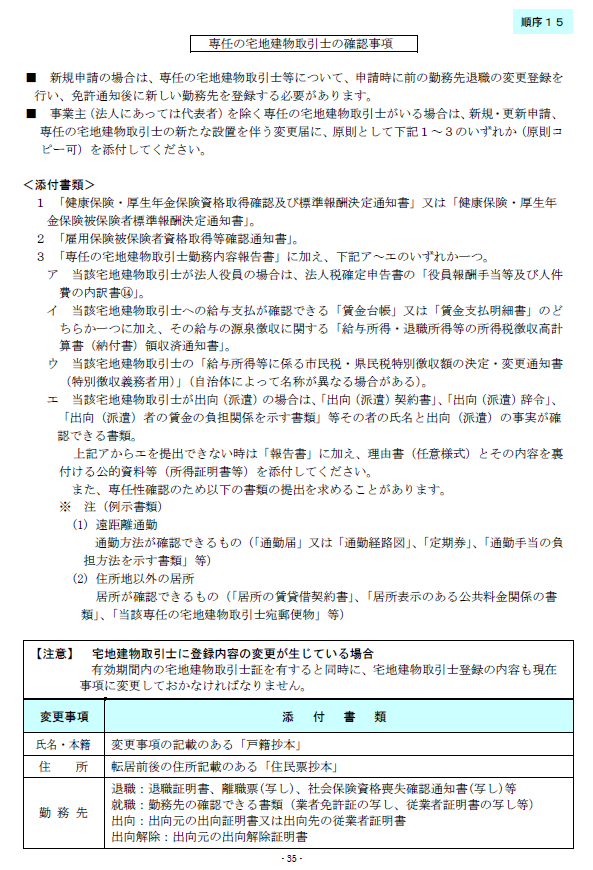 順序１５
専任の宅地建物取引士の確認事項
■　新規申請の場合は、専任の宅地建物取引士等について、申請時に前の勤務先退職の変更登録を
行い、免許通知後に新しい勤務先を登録する必要があります。
■　事業主（法人にあっては代表者）を除く専任の宅地建物取引士がいる場合は、新規・更新申請、
専任の宅地建物取引士の新たな設置を伴う変更届に、原則として下記１～３のいずれか（原則コ
ピー可）を添付してください。
＜添付書類＞
１　「健康保険・厚生年金保険資格取得確認及び標準報酬決定通知書」又は「健康保険・厚生年
金保険被保険者標準報酬決定通知書」。
２　「雇用保険被保険者資格取得等確認通知書」。
３　「専任の宅地建物取引士勤務内容報告書」に加え、下記ア～エのいずれか一つ。
ア　当該宅地建物取引士が法人役員の場合は、法人税確定申告書の「役員報酬手当等及び人件
費の内訳書⑭」。
イ　当該宅地建物取引士への給与支払が確認できる「賃金台帳」又は「賃金支払明細書」のど
ちらか一つに加え、その給与の源泉徴収に関する「給与所得・退職所得等の所得税徴収高計
算書（納付書）領収済通知書」。
ウ　当該宅地建物取引士の「給与所得等に係る市民税・県民税特別徴収額の決定・変更通知書
（特別徴収義務者用）」（自治体によって名称が異なる場合がある）。
エ　当該宅地建物取引士が出向（派遣）の場合は、「出向（派遣）契約書」、「出向（派遣）辞令」、
「出向（派遣）者の賃金の負担関係を示す書類」等その者の氏名と出向（派遣）の事実が確
認できる書類。
上記アからエを提出できない時は「報告書」に加え、理由書（任意様式）とその内容を裏
付ける公的資料等（所得証明書等）を添付してください。
また、専任性確認のため以下の書類の提出を求めることがあります。
※　注（例示書類）
(1) 遠距離通勤
通勤方法が確認できるもの（「通勤届」又は「通勤経路図」、「定期券」、「通勤手当の負
担方法を示す書類」等）
(2) 住所地以外の居所
居所が確認できるもの（「居所の賃貸借契約書」、「居所表示のある公共料金関係の書
類」、「当該専任の宅地建物取引士宛郵便物」等）
【注意】　宅地建物取引士に登録内容の変更が生じている場合
有効期間内の宅地建物取引士証を有すると同時に、宅地建物取引士登録の内容も現在
事項に変更しておかなければなりません。
変更事項　添　付　書　類
氏名・本籍　変更事項の記載のある「戸籍抄本」
住　所　転居前後の住所記載のある「住民票抄本」
退職：退職証明書、離職票(写し)、社会保険資格喪失確認通知書(写し)等
就職：勤務先の確認できる書類（業者免許証の写し、従業者証明書の写し等）
勤 務 先　出向：出向元の出向証明書又は出向先の従業者証明書
出向解除：出向元の出向解除証明書
- 35 -